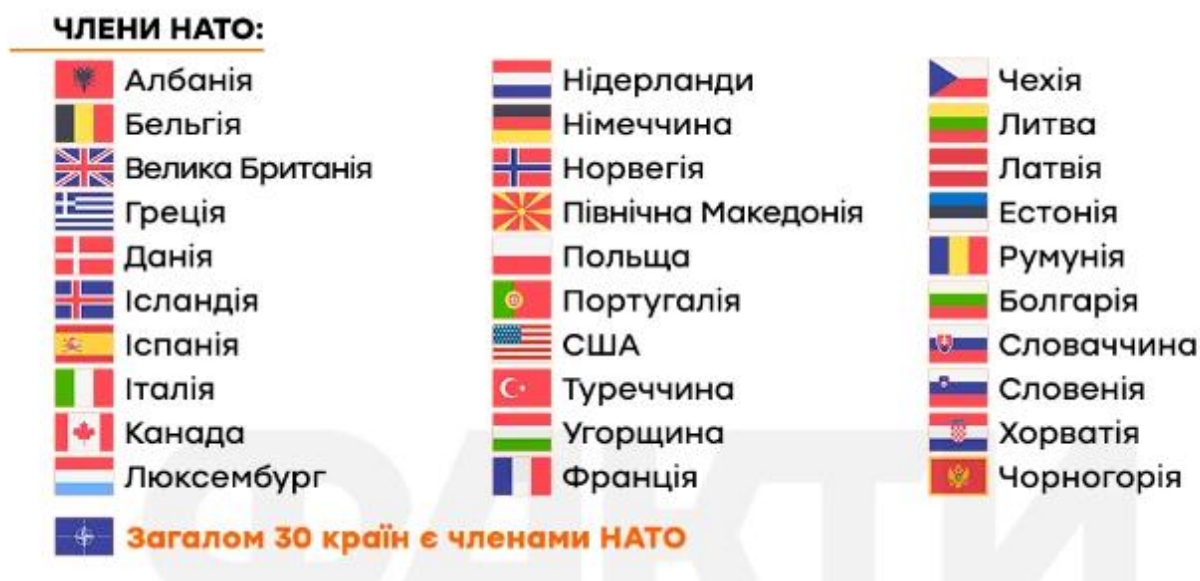 ЧЛЕНИ НАТО:
Албанія
Бельгія
Велика Британія
Греція
Данія
Ісландія
Іспанія
Італія
Канада
Люксембург
Нідерланди
Німеччина
Норвегія
Північна Македонія
Польща
Португалія
США
Туреччина
Угорщина
Франція
Чехія
Литва
Латвія
Естонія
Румунія
Болгарія
Словаччина
Словенія
Хорватія
Чорногорія
Загалом 30 країн є членами НАТО
ФАКТИ